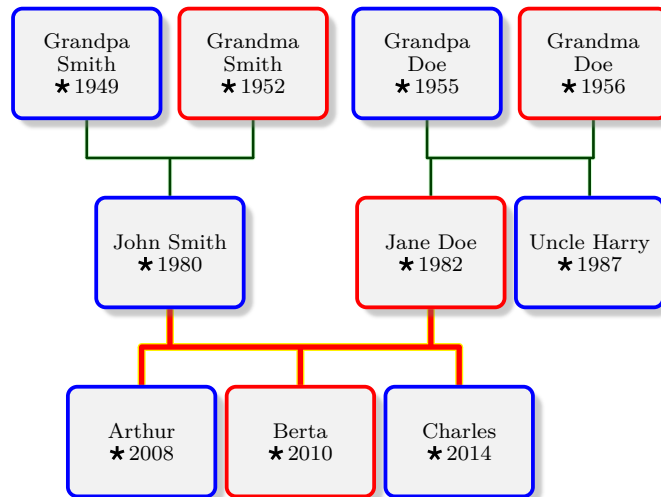 Grandpa
Smith
★1949
Grandma
Smith
★1952
Grandpa
Doe
★1955
Grandma
Doe
★1956
John Smith
★1980
Jane Doe
★1982
Uncle Harry
★1987
Arthur
★2008
Berta
★2010
Charles
★2014